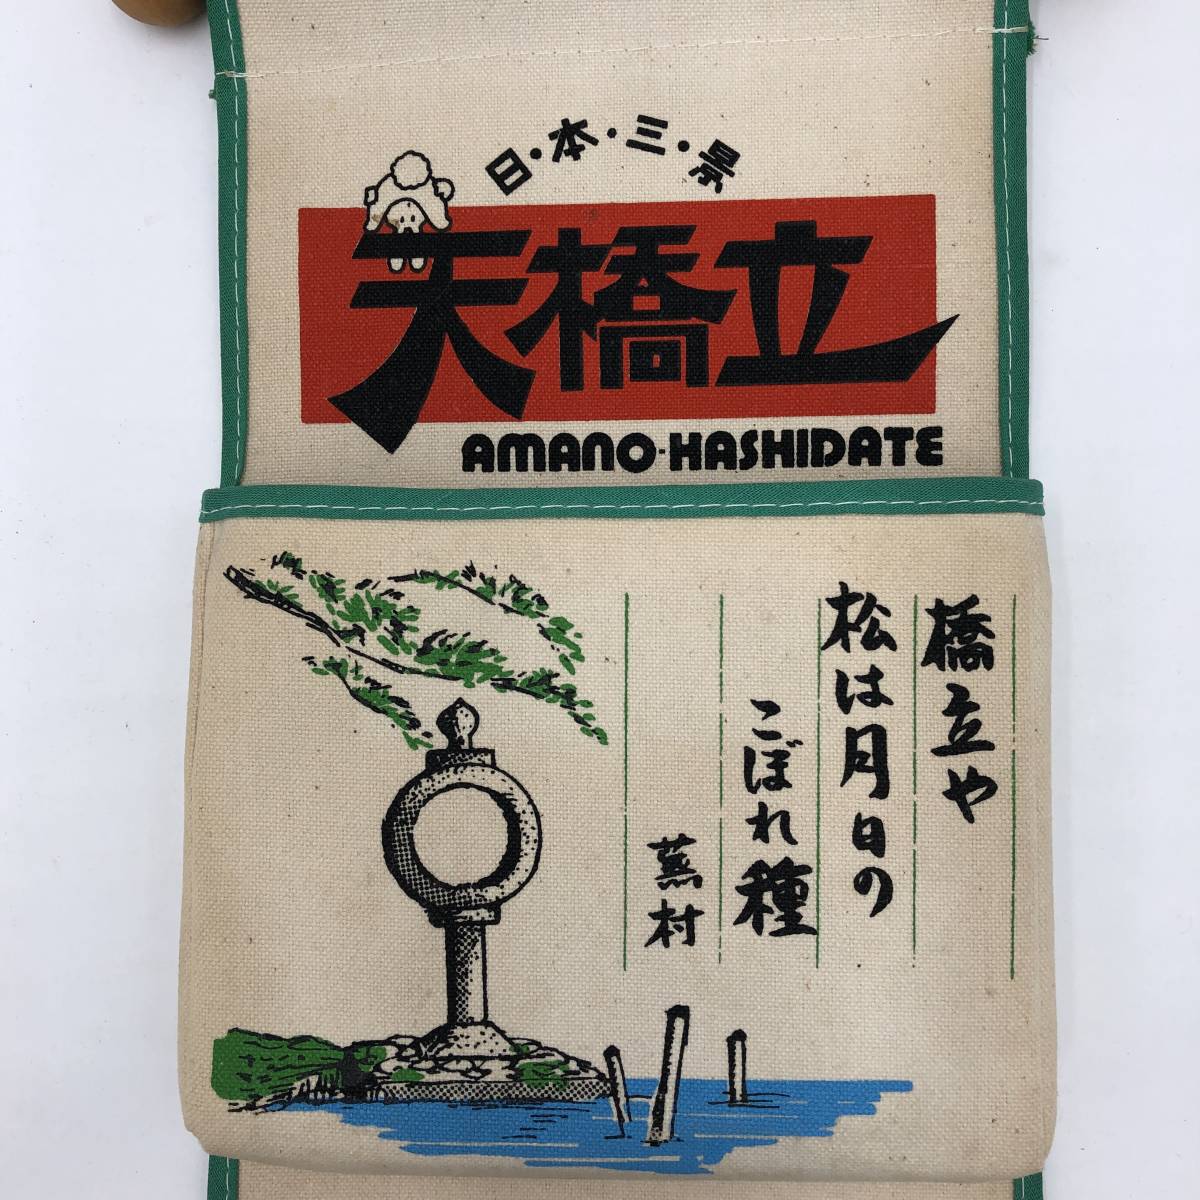 日・本・三・景
天橋立
AMANO-HASHIDATE
橋立や
松は月日の
こぼれ種
蕪村